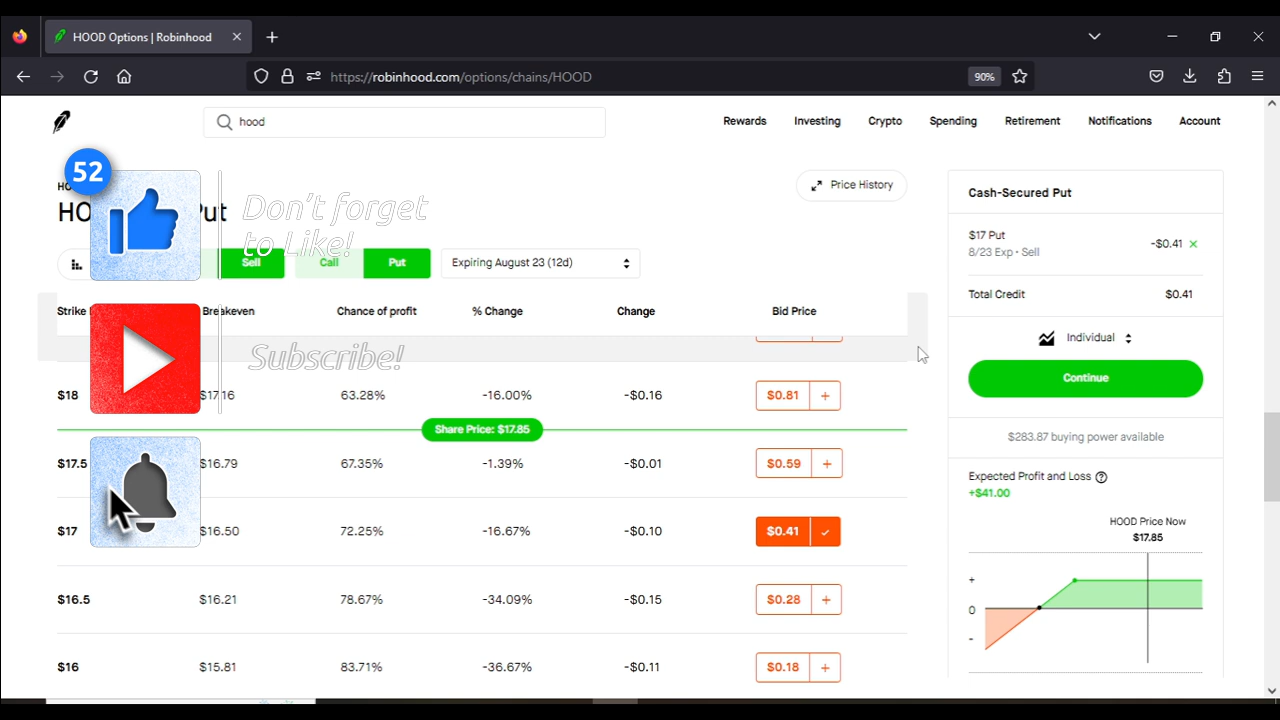 HOOD Options | Robinhood
https://robinhood.com/options/chains/HOOD
90%
hood
Rewards
Investing
Crypto
Spending
Retirement
Notifications
Account
52
HO
HO Put
Don't forget
to Like!
Price History
Sell
Call
Put
Expiring August 23 (12d)
Strike
Breakeven
Chance of profit
% Change
Change
Bid Price
Subscribe!
$18
$17.16
63.28%
-16.00%
-$0.16
$0.81
+
Share Price: $17.85
$17.5
$16.79
67.35%
-1.39%
-$0.01
$0.59
+
$17
$16.50
72.25%
-16.67%
-$0.10
$0.41
$16.5
$16.21
78.67%
-34.09%
-$0.15
$0.28
+
$16
$15.81
83.71%
-36.67%
-$0.11
$0.18
+
Cash-Secured Put
$17 Put
8/23 Exp · Sell
-$0.41
Total Credit
$0.41
Individual
Continue
$283.87 buying power available
Expected Profit and Loss
+$41.00
HOOD Price Now
$17.85
+
0
-